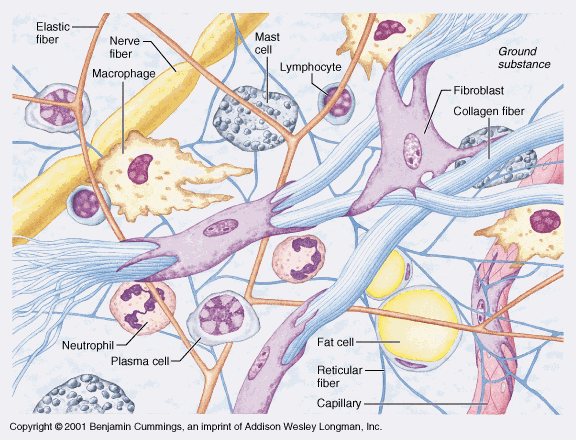 Elastic
fiber
Nerve
fiber
Macrophage
Mast
cell
Lymphocyte
Ground
substance
Fibroblast
Collagen fiber
Neutrophil
Plasma cell
Fat cell
Reticular
fiber
Capillary
Copyright © 2001 Benjamin Cummings, an imprint of Addison Wesley Longman, Inc.